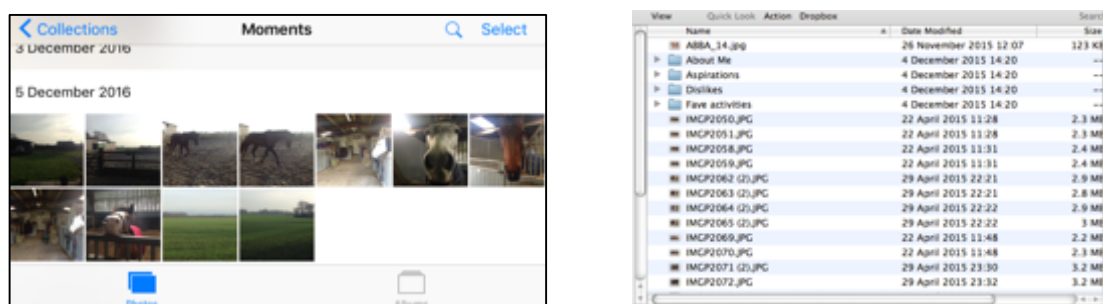 Collections Moments Select
3 December 2016
5 December 2016
Photos
Albums
View Quick Look Action Dropbox Search
Name Date Modified Size
ABBA_14.jpg 26 November 2015 12:07 123 KB
About Me 4 December 2015 14:20 --
Aspirations 4 December 2015 14:20 --
Dislikes 4 December 2015 14:20 --
Fave activities 4 December 2015 14:20 --
IMGP2050.JPG 22 April 2015 11:28 2.3 MB
IMGP2051.JPG 22 April 2015 11:28 2.3 MB
IMGP2058.JPG 22 April 2015 11:31 2.4 MB
IMGP2059.JPG 22 April 2015 11:31 2.4 MB
IMGP2062 (2).JPG 29 April 2015 22:21 2.9 MB
IMGP2063 (2).JPG 29 April 2015 22:21 2.8 MB
IMGP2064 (2).JPG 29 April 2015 22:22 2.9 MB
IMGP2065 (2).JPG 29 April 2015 22:22 3 MB
IMGP2069.JPG 22 April 2015 11:48 2.2 MB
IMGP2070.JPG 22 April 2015 11:48 2.3 MB
IMGP2071 (2).JPG 29 April 2015 23:30 3.2 MB
IMGP2072.JPG 29 April 2015 23:32 3.2 MB